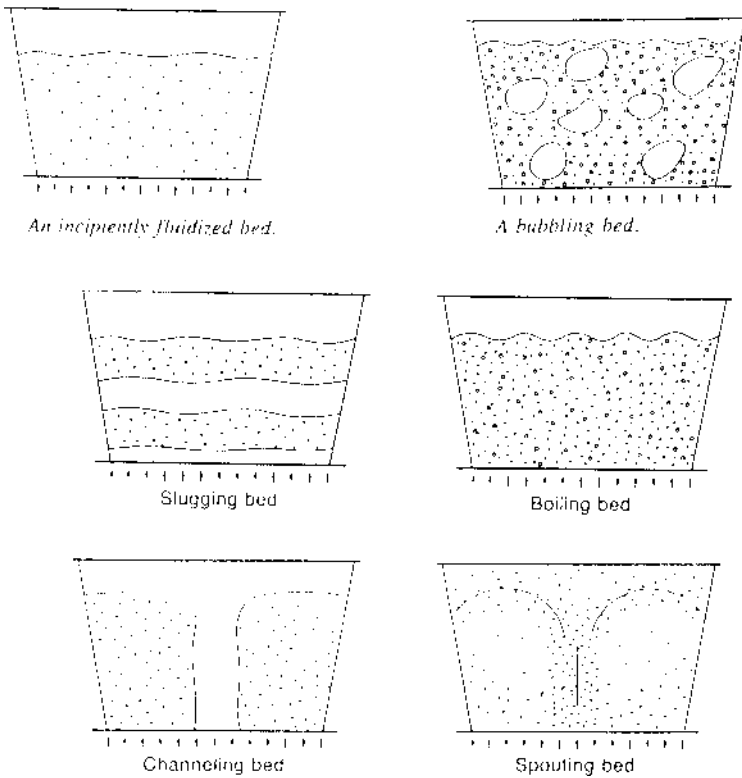 An incipiently fluidized bed.
A bubbling bed.
Slugging bed
Boiling bed
Channeling bed
Spouting bed